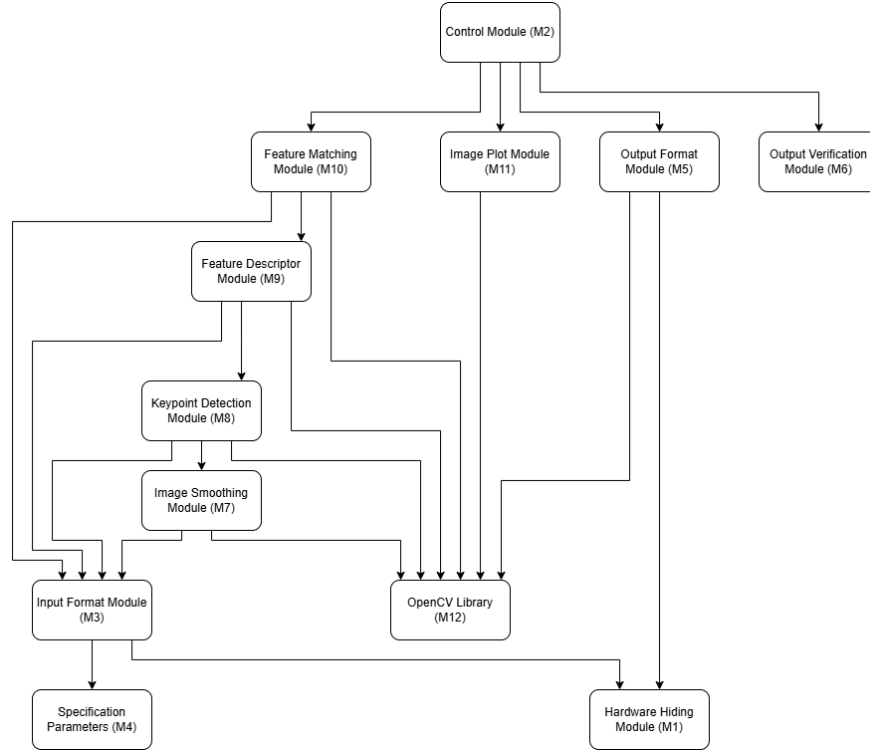 Control Module (M2)
Feature Matching
Module (M10)
Image Plot Module
(M11)
Output Format
Module (M5)
Output Verification
Module (M6)
Feature Descriptor
Module (M9)
Keypoint Detection
Module (M8)
Image Smoothing
Module (M7)
Input Format Module
(M3)
OpenCV Library
(M12)
Specification
Parameters (M4)
Hardware Hiding
Module (M1)